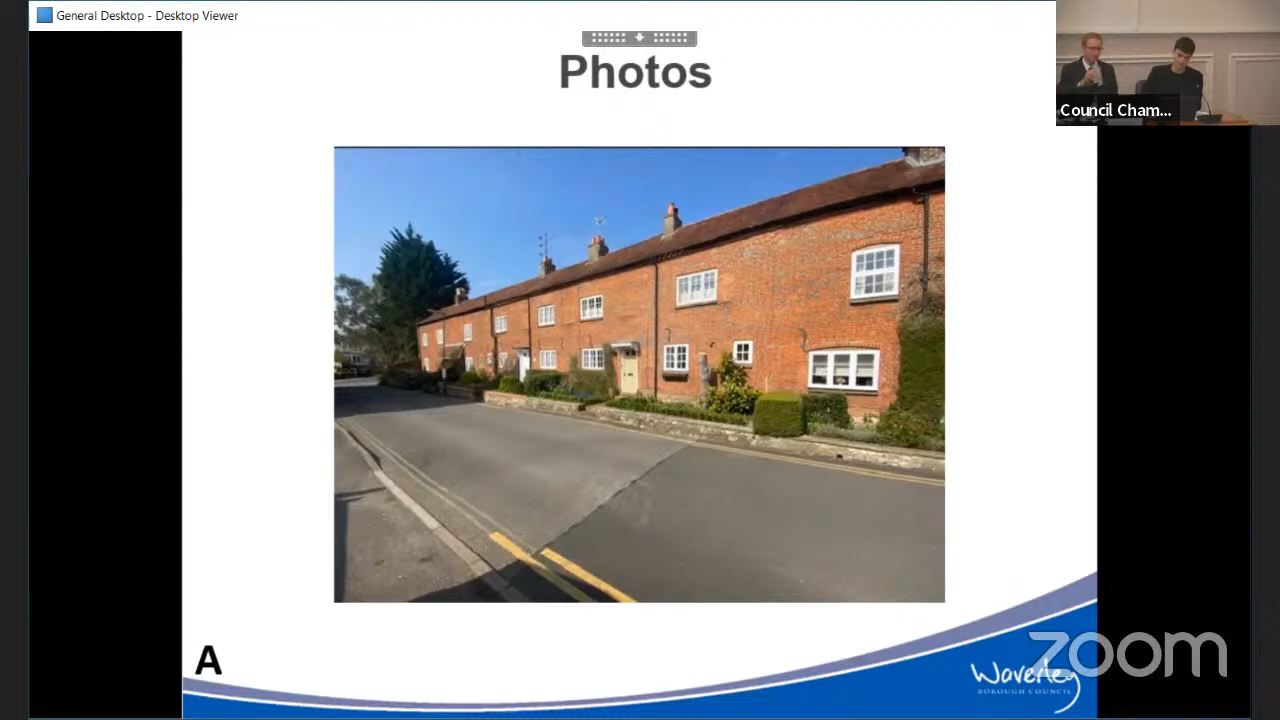 General Desktop - Desktop Viewer
Photos
Council Cham...
A
zoom
Waverley
BOROUGH COUNCIL